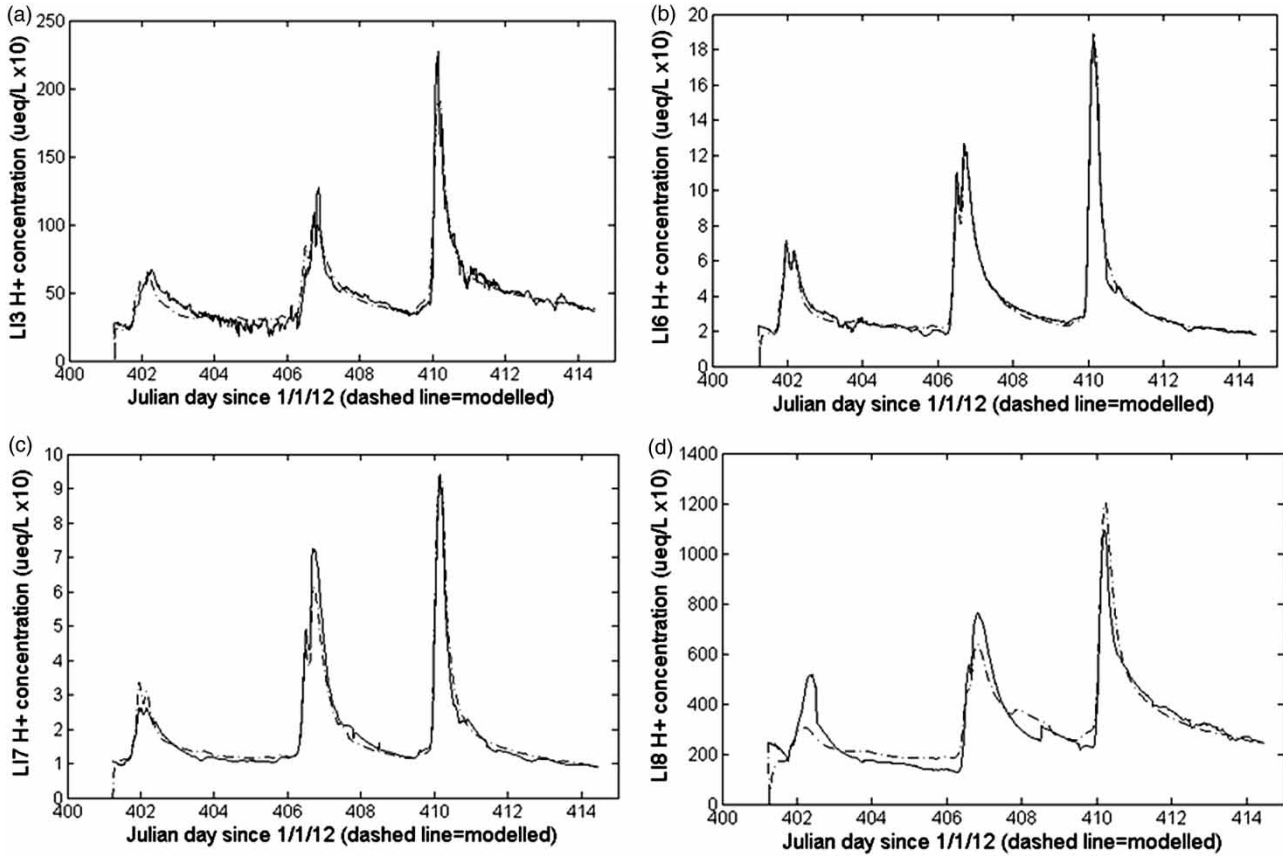 (a)
LI3 H+ concentration (ueq/L x10)
250
200
150
100
50
0
400 402 404 406 408 410 412 414
Julian day since 1/1/12 (dashed line=modelled)
(b)
LI6 H+ concentration (ueq/L x10)
20
18
16
14
12
10
8
6
4
2
0
400 402 404 406 408 410 412 414
Julian day since 1/1/12 (dashed line=modelled)
(c)
LI7 H+ concentration (ueq/L x10)
10
9
8
7
6
5
4
3
2
1
0
400 402 404 406 408 410 412 414
Julian day since 1/1/12 (dashed line=modelled)
(d)
LI8 H+ concentration (ueq/L x10)
1400
1200
1000
800
600
400
200
0
400 402 404 406 408 410 412 414
Julian day since 1/1/12 (dashed line=modelled)